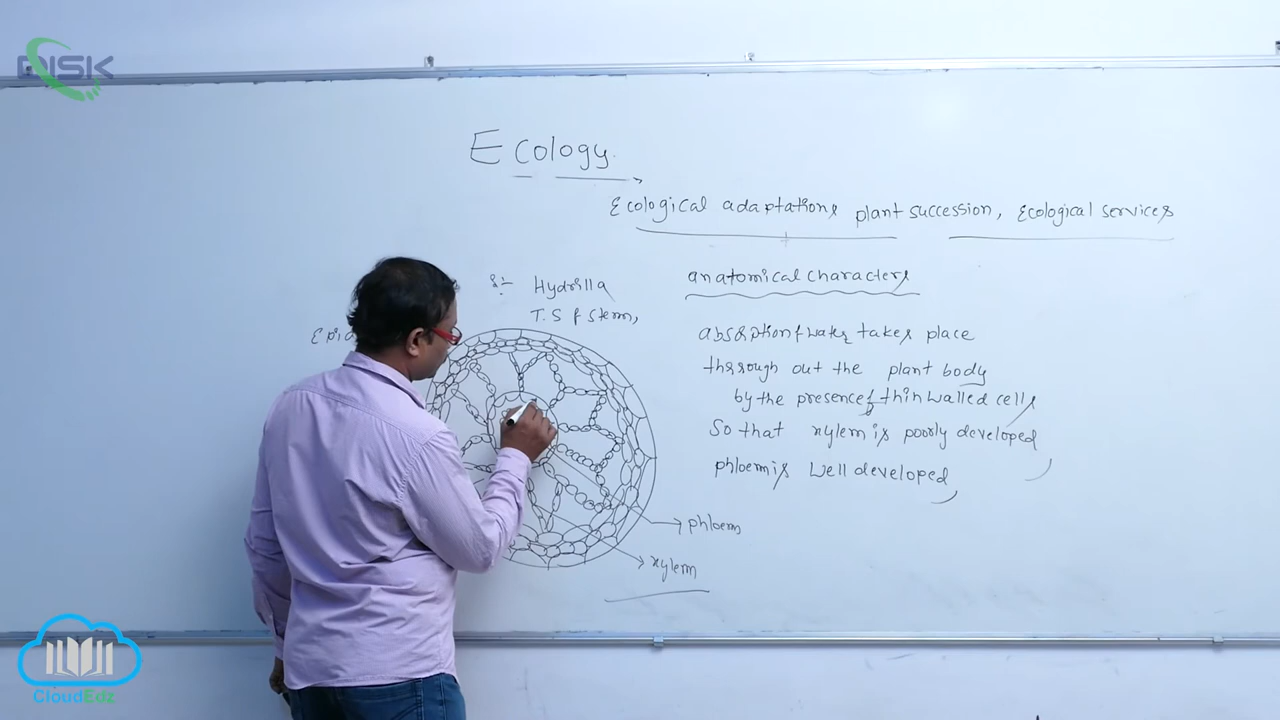 DISK
Ecology
Ecological adaptations plant succession, Ecological services
anatomical characters
Hydrilla
T.S of stem,
absorption of water takes place
through out the plant body
by the presence of thin walled cells
so that xylem is poorly developed
phloem is well developed
phloem
xylem
CloudEdz